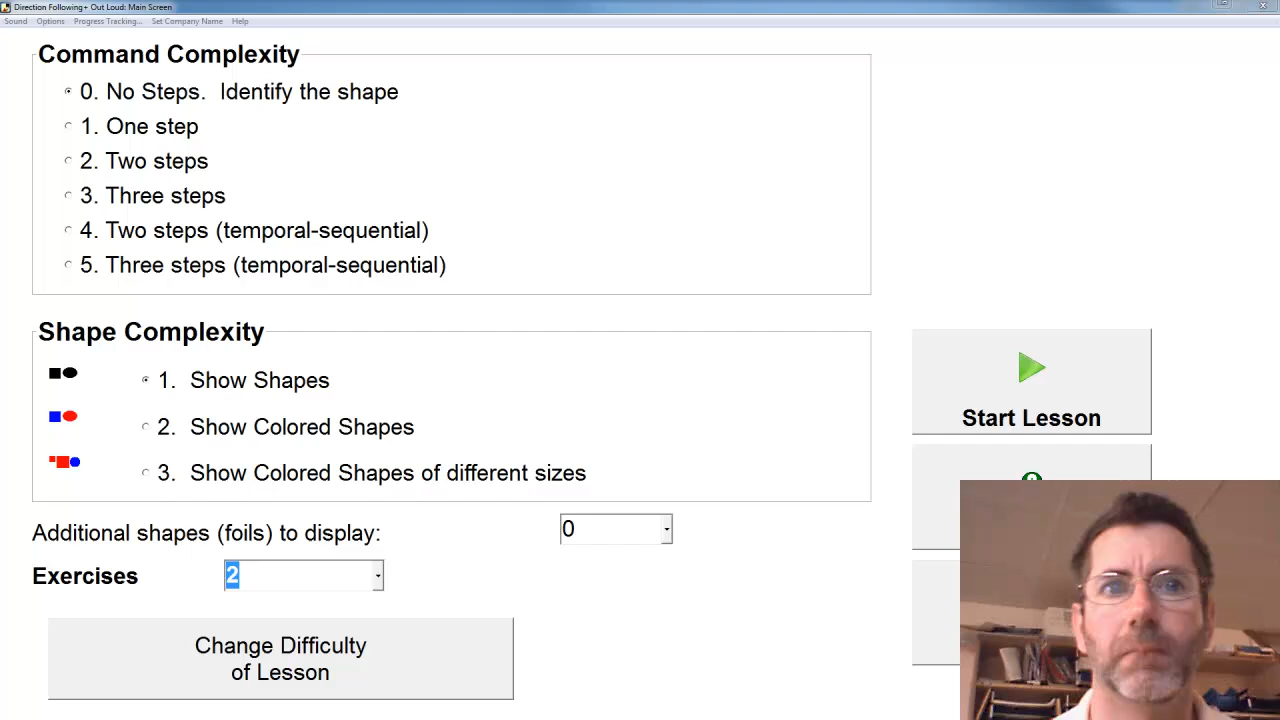 Direction Following+ Out Loud: Main Screen
Sound Options Progress Tracking... Set Company Name Help
Command Complexity
0. No Steps. Identify the shape
1. One step
2. Two steps
3. Three steps
4. Two steps (temporal-sequential)
5. Three steps (temporal-sequential)
Shape Complexity
1. Show Shapes
2. Show Colored Shapes
3. Show Colored Shapes of different sizes
Start Lesson
Additional shapes (foils) to display: 0
Exercises 2
Change Difficulty
of Lesson